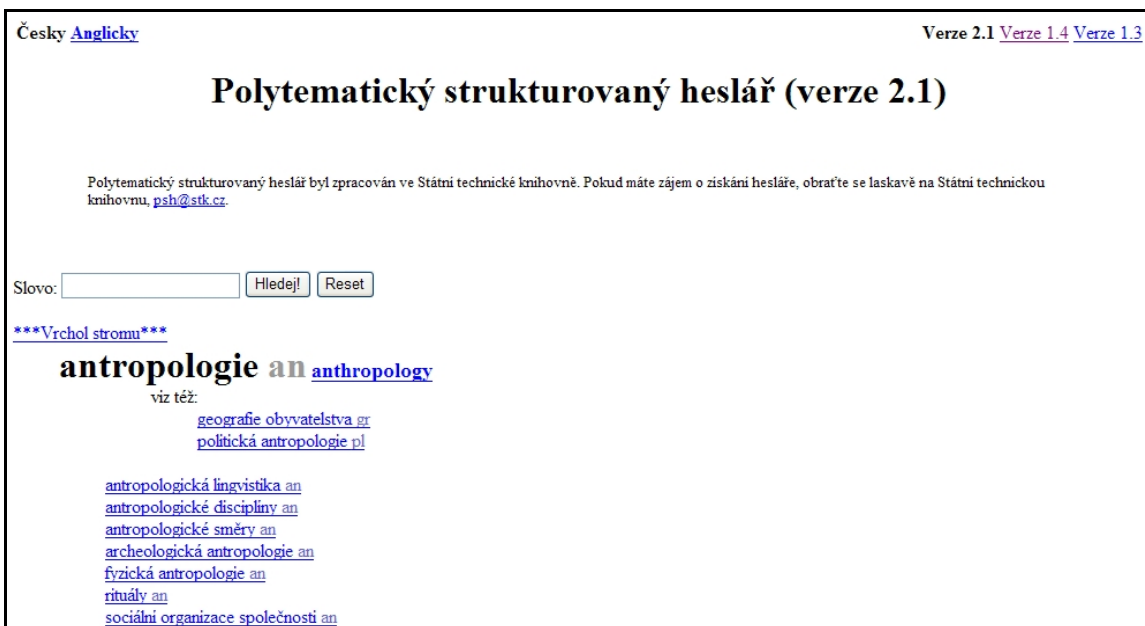 Česky Anglicky Verze 2.1 Verze 1.4 Verze 1.3
Polytematický strukturovaný heslář (verze 2.1)
Polytematický strukturovaný heslář byl zpracován ve Státní technické knihovně. Pokud máte zájem o získání hesláře, obraťte se laskavě na Státní technickou
knihovnu, psh@stk.cz.
Slovo: Hledej! Reset
***Vrchol stromu***
antropologie an anthropology
viz též:
geografie obyvatelstva gr
politická antropologie pl
antropologická lingvistika an
antropologické disciplíny an
antropologické směry an
archeologická antropologie an
fyzická antropologie an
rituály an
sociální organizace společnosti an